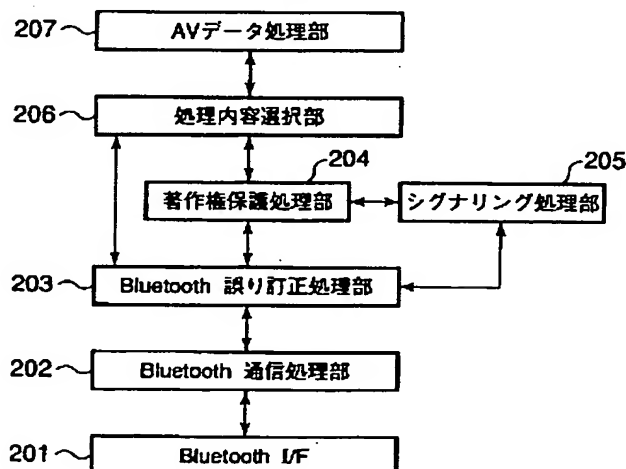 207 AVデータ処理部
206 処理内容選択部
204
205
著作権保護処理部 シグナリング処理部
203 Bluetooth 誤り訂正処理部
202 Bluetooth 通信処理部
201 Bluetooth I/F